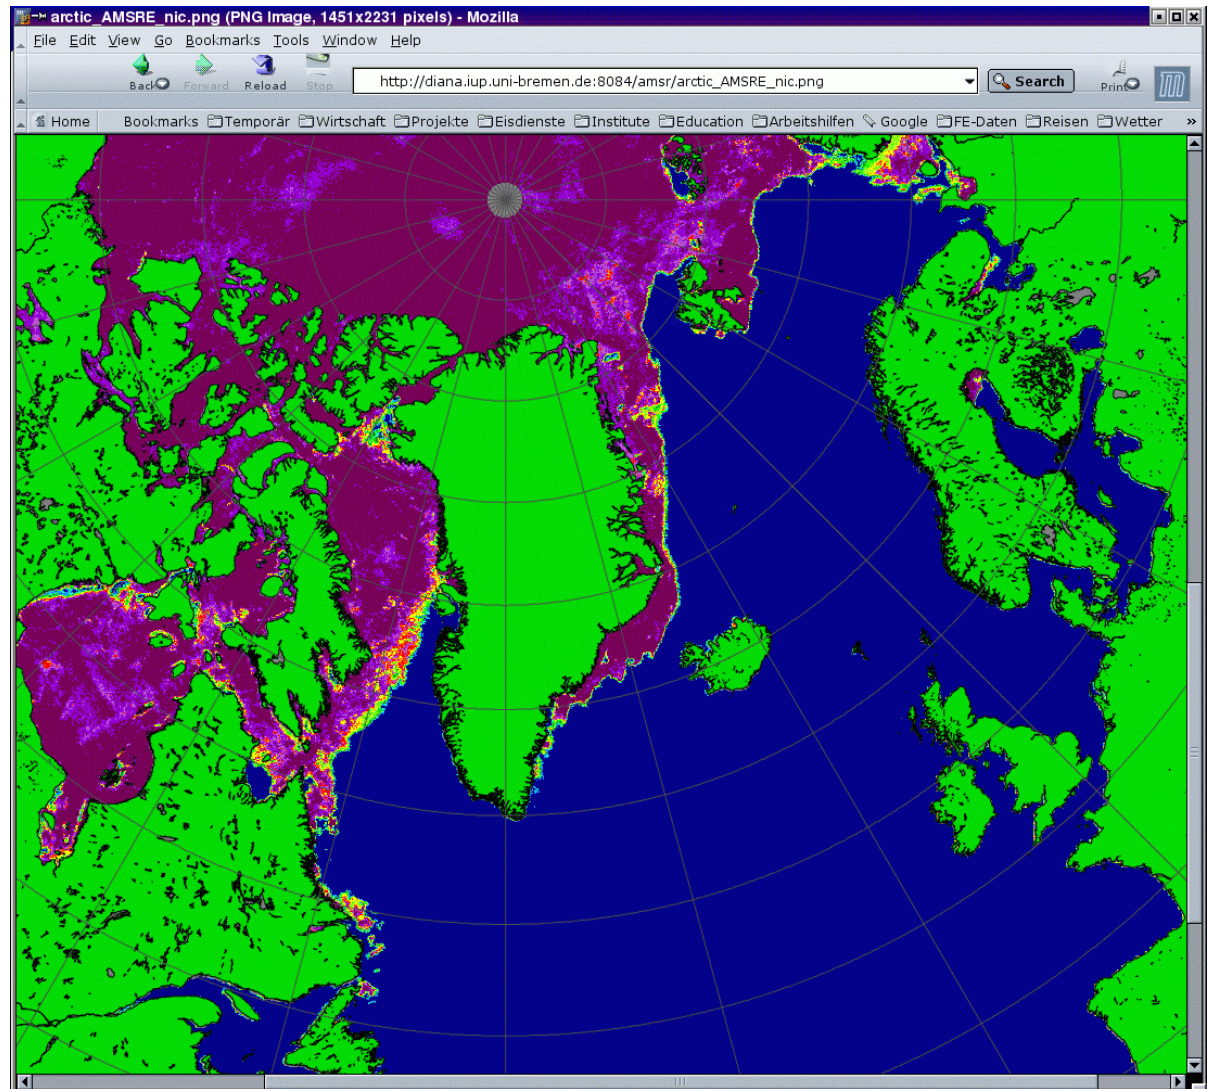 arctic_AMSRE_nic.png (PNG Image, 1451x2231 pixels) - Mozilla
File Edit View Go Bookmarks Tools Window Help
Back Forward Reload Stop http://diana.iup.uni-bremen.de:8084/amsr/arctic_AMSRE_nic.png Search Print
Home Bookmarks Temporär Wirtschaft Projekte Eisdienste Institute Education Arbeitshilfen Google FE-Daten Reisen Wetter »